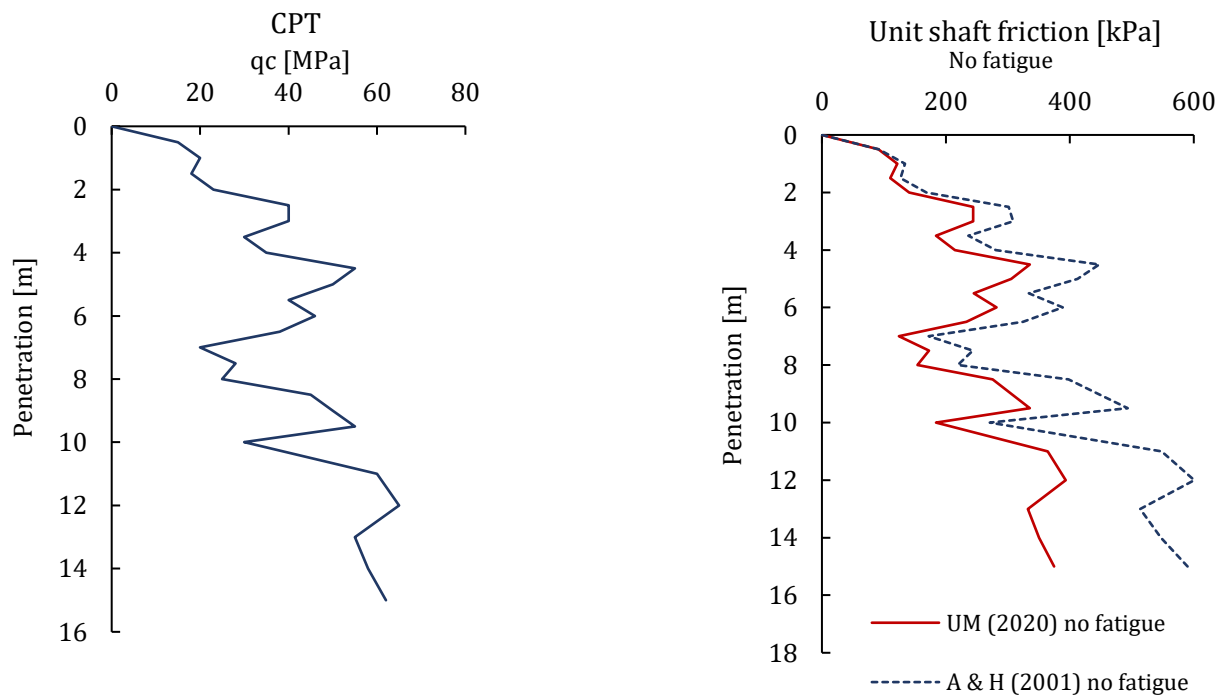 CPT
qc [MPa]
0 20 40 60 80
0
2
4
6
8
10
12
14
16
Penetration [m]
Unit shaft friction [kPa]
No fatigue
0 200 400 600
0
2
4
6
8
10
12
14
16
18
Penetration [m]
UM (2020) no fatigue
A & H (2001) no fatigue